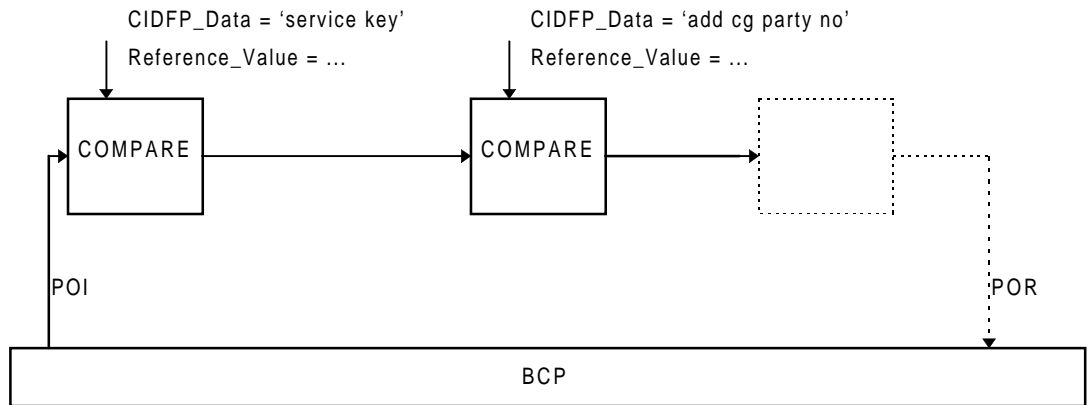 CIDFP_Data = ‘service key’
Reference_Value = ...
CIDFP_Data = ‘add cg party no’
Reference_Value = ...
COMPARE
COMPARE
POI
POR
BCP